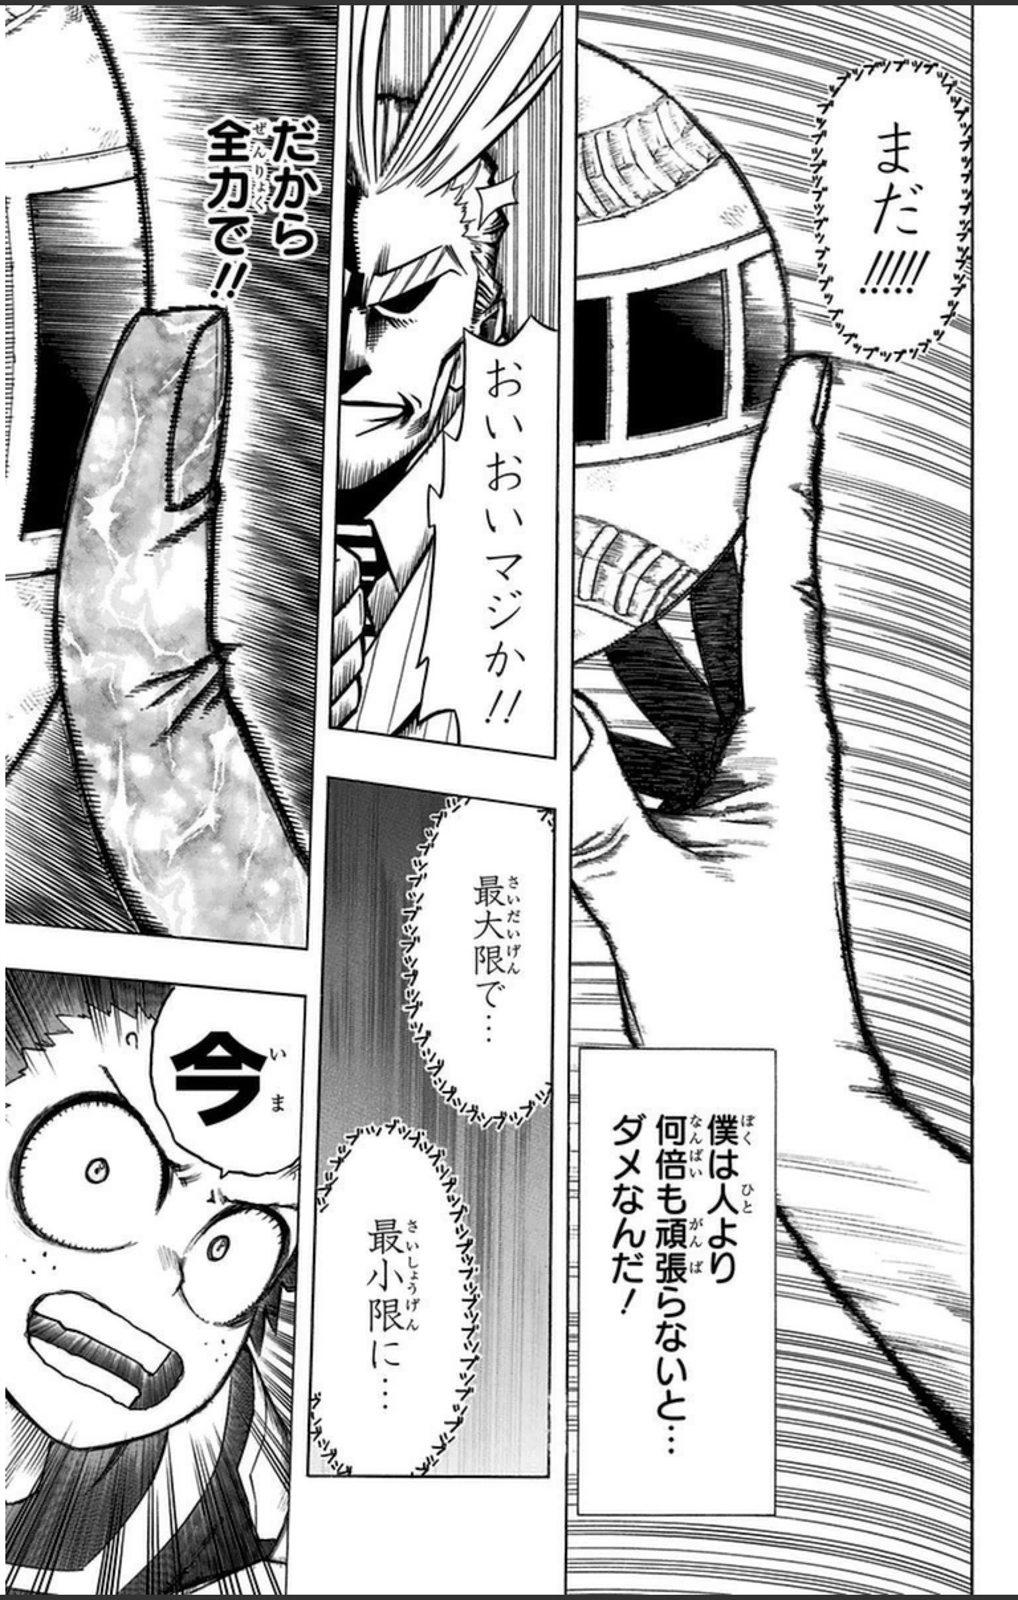 まだ!!!!!
僕は人より
何倍も頑張らないと…
ダメなんだ!
おいおいマジか!!
最大限で…
最小限に…
だから
全力で!!
今